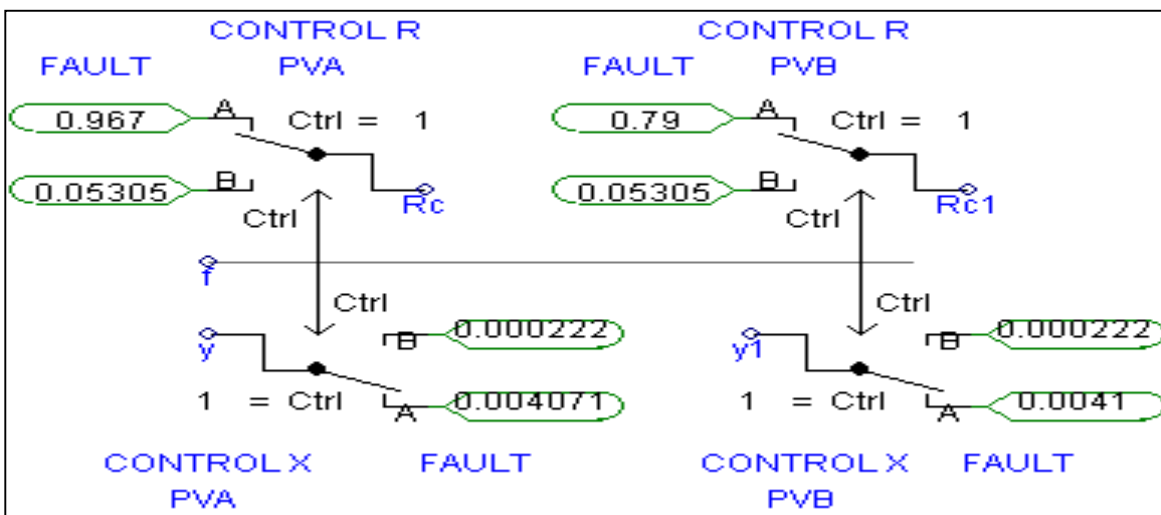 CONTROL R CONTROL R
FAULT PVA FAULT PVB
0.967 A Ctrl = 1 0.79 A Ctrl = 1
0.05305 B Rc 0.05305 B Rc1
Ctrl Ctrl
f
Ctrl Ctrl
y B 0.000222 y1 B 0.000222
1 = Ctrl A 0.004071 1 = Ctrl A 0.0041
CONTROL X FAULT CONTROL X FAULT
PVA PVB